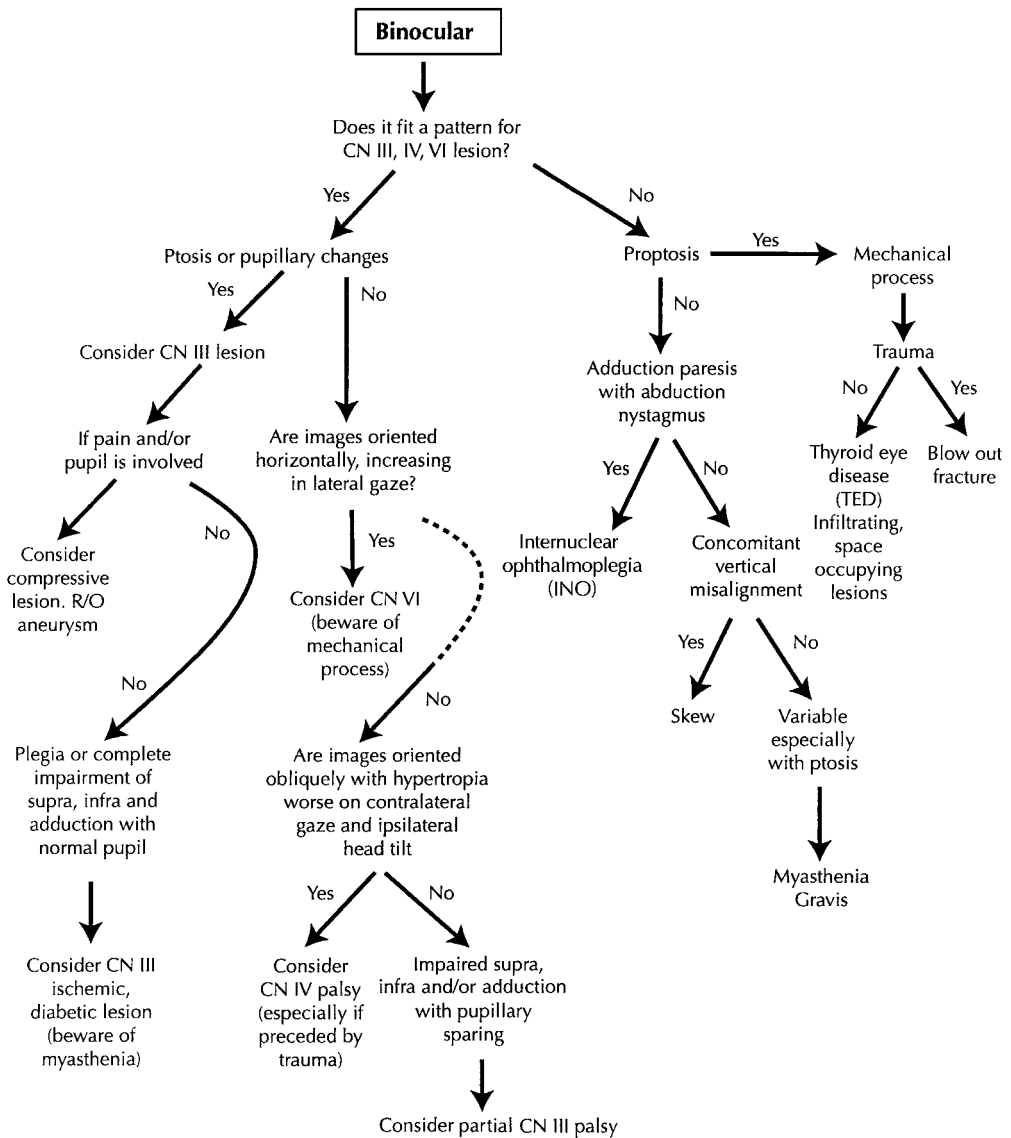 Binocular
Does it fit a pattern for
CN III, IV, VI lesion?
Yes
No
Ptosis or pupillary changes
Proptosis
Yes
Mechanical
process
Yes
No
No
Consider CN III lesion
Trauma
Adduction paresis
with abduction
nystagmus
No
Yes
If pain and/or
pupil is involved
Are images oriented
horizontally, increasing
in lateral gaze?
Thyroid eye
disease
(TED)
Infiltrating,
space
occupying
lesions
Blow out
fracture
Yes
No
No
Yes
Consider
compressive
lesion. R/O
aneurysm
Internuclear
ophthalmoplegia
(INO)
Concomitant
vertical
misalignment
Consider CN VI
(beware of
mechanical
process)
Yes
No
No
No
Skew
Variable
especially
with ptosis
Plegia or complete
impairment of
supra, infra and
adduction with
normal pupil
Are images oriented
obliquely with hypertropia
worse on contralateral
gaze and ipsilateral
head tilt
Myasthenia
Gravis
Yes
No
Consider CN III
ischemic,
diabetic lesion
(beware of
myasthenia)
Consider
CN IV palsy
(especially if
preceded by
trauma)
Impaired supra,
infra and/or adduction
with pupillary
sparing
Consider partial CN III palsy